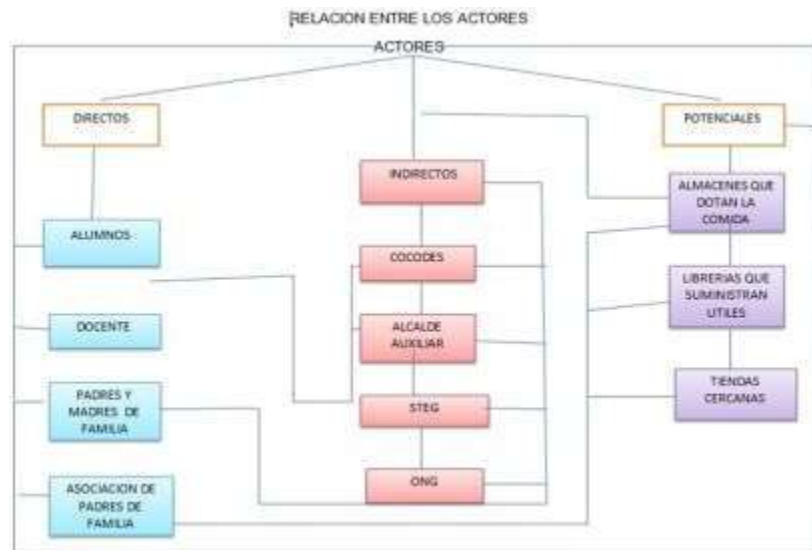 RELACION ENTRE LOS ACTORES
ACTORES
DIRECTOS
ALUMNOS
DOCENTE
PADRES Y
MADRES DE
FAMILIA
ASOCIACION DE
PADRES DE
FAMILIA
INDIRECTOS
COCODES
ALCALDE
AUXILIAR
STEG
ONG
POTENCIALES
ALMACENES QUE
DOTAN LA
COMIDA
LIBRERIAS QUE
SUMINISTRAN
UTILES
TIENDAS
CERCANAS